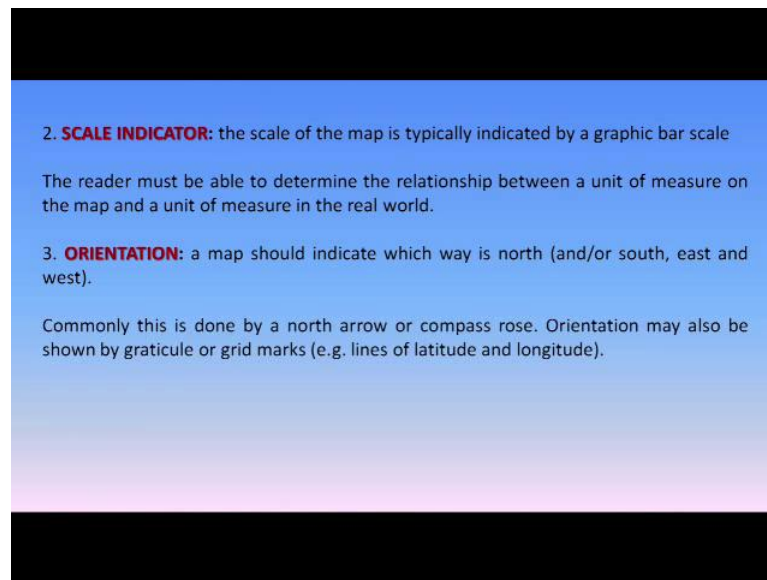 2. SCALE INDICATOR: the scale of the map is typically indicated by a graphic bar scale
The reader must be able to determine the relationship between a unit of measure on
the map and a unit of measure in the real world.
3. ORIENTATION: a map should indicate which way is north (and/or south, east and
west).
Commonly this is done by a north arrow or compass rose. Orientation may also be
shown by graticule or grid marks (e.g. lines of latitude and longitude).